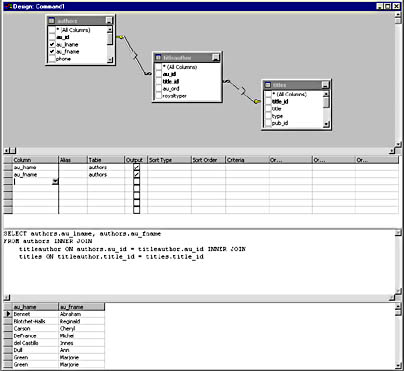 Design: Command1
authors
* (All Columns)
au_id
au_lname
au_fname
phone
titleauthor
* (All Columns)
au_id
title_id
au_ord
royaltyper
titles
* (All Columns)
title_id
title
type
pub_id
Column Alias Table Output Sort Type Sort Order Criteria Or... Or... Or...
au_lname authors
au_fname authors
SELECT authors.au_lname, authors.au_fname
FROM authors INNER JOIN
titleauthor ON authors.au_id = titleauthor.au_id INNER JOIN
titles ON titleauthor.title_id = titles.title_id
au_lname au_fname
Bennet Abraham
Blotchet-Halls Reginald
Carson Cheryl
DeFrance Michel
del Castillo Innes
Dull Ann
Green Marjorie
Green Marjorie